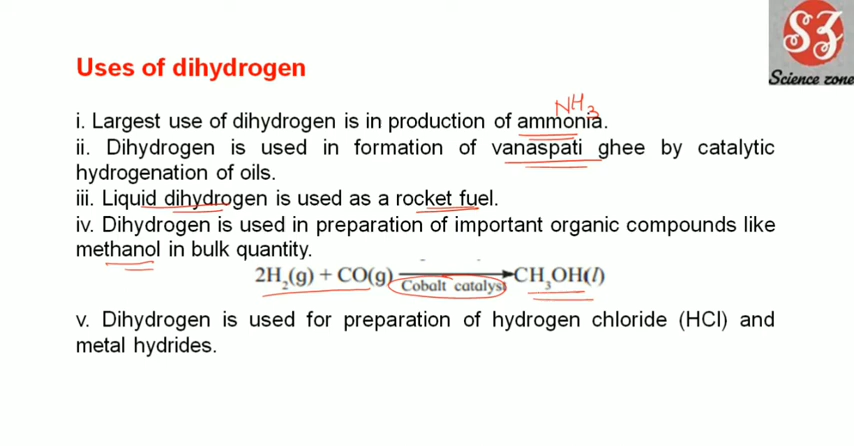 SZ
Science zone
Uses of dihydrogen
NH3
i. Largest use of dihydrogen is in production of ammonia.
ii. Dihydrogen is used in formation of vanaspati ghee by catalytic
hydrogenation of oils.
iii. Liquid dihydrogen is used as a rocket fuel.
iv. Dihydrogen is used in preparation of important organic compounds like
methanol in bulk quantity.
2H₂(g) + CO(g) ⟶ CH₃OH(l)
Cobalt catalyst
v. Dihydrogen is used for preparation of hydrogen chloride (HCl) and
metal hydrides.